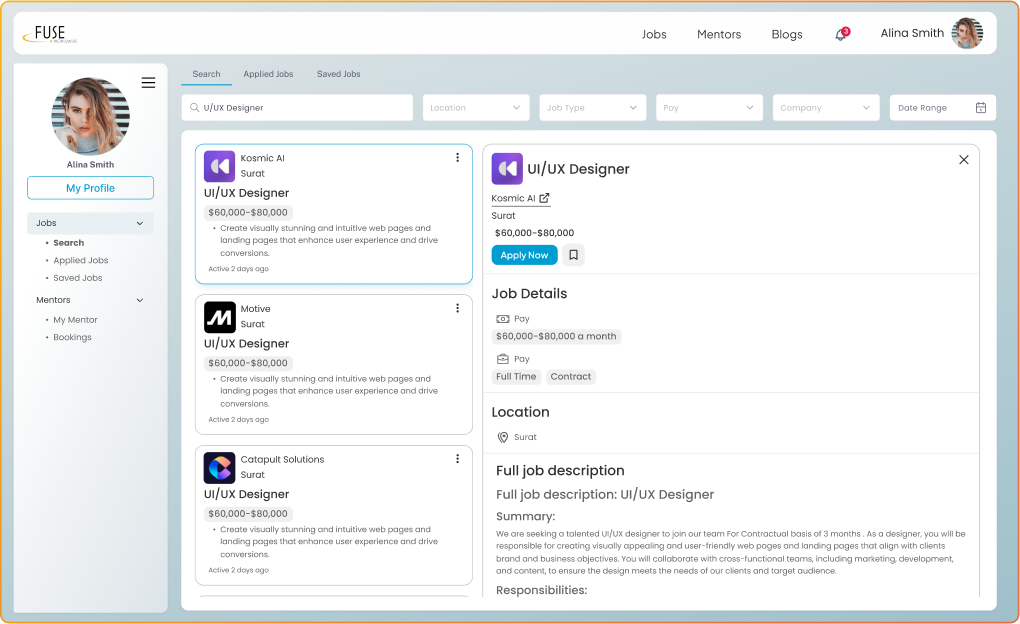 FUSE
Jobs
Mentors
Blogs
3
Alina Smith
Alina Smith
My Profile
Jobs
• Search
• Applied Jobs
• Saved Jobs
Mentors
• My Mentor
• Bookings
Search
Applied Jobs
Saved Jobs
U/UX Designer
Location
Job Type
Pay
Company
Date Range
Kosmic AI
Surat
UI/UX Designer
$60,000-$80,000
• Create visually stunning and intuitive web pages and
landing pages that enhance user experience and drive
conversions.
Active 2 days ago
Motive
Surat
UI/UX Designer
$60,000-$80,000
• Create visually stunning and intuitive web pages and
landing pages that enhance user experience and drive
conversions.
Active 2 days ago
Catapult Solutions
Surat
UI/UX Designer
$60,000-$80,000
• Create visually stunning and intuitive web pages and
landing pages that enhance user experience and drive
conversions.
Active 2 days ago
UI/UX Designer
Kosmic AI
Surat
$60,000-$80,000
Apply Now
Job Details
Pay
$60,000-$80,000 a month
Pay
Full Time
Contract
Location
Surat
Full job description
Full job description: UI/UX Designer
Summary:
We are seeking a talented UI/UX designer to join our team For Contractual basis of 3 months . As a designer, you will be
responsible for creating visually appealing and user-friendly web pages and landing pages that align with clients
brand and business objectives. You will collaborate with cross-functional teams, including marketing, development,
and content, to ensure the design meets the needs of our clients and target audience.
Responsibilities: